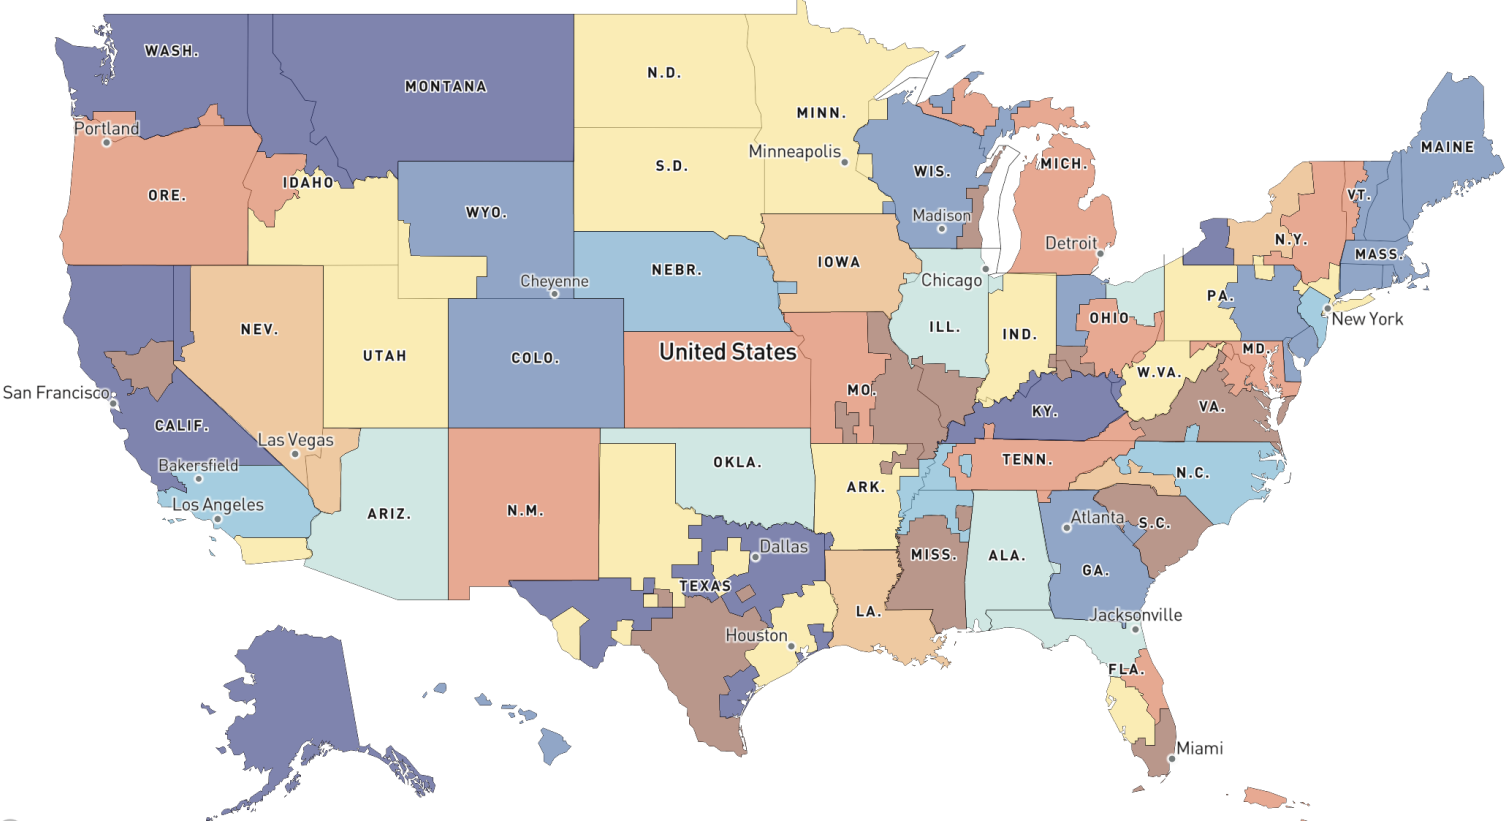 WASH.
MONTANA
N.D.
MINN.
Portland
ORE.
IDAHO
S.D.
Minneapolis
WIS.
MICH.
MAINE
VT.
WYO.
Madison
N.Y.
MASS.
Detroit
NEBR.
IOWA
Chicago
Cheyenne
PA.
New York
NEV.
UTAH
COLO.
United States
ILL.
IND.
OHIO
MD.
San Francisco
MO.
W.VA.
KY.
VA.
CALIF.
Las Vegas
Bakersfield
OKLA.
TENN.
N.C.
Los Angeles
ARIZ.
N.M.
ARK.
Atlanta
S.C.
Dallas
MISS.
ALA.
GA.
TEXAS
LA.
Jacksonville
Houston
FLA.
Miami